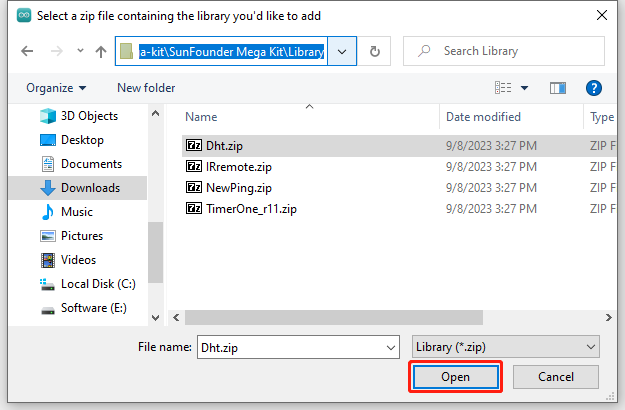 Select a zip file containing the library you'd like to add
a-kit\SunFounder Mega Kit\Library
Search Library
Organize
New folder
?
3D Objects
Desktop
Documents
Downloads
Music
Pictures
Videos
Local Disk (C:)
Software (E:)
Name Date modified Type
7z Dht.zip 9/8/2023 3:27 PM ZIP F
7z IRremote.zip 9/8/2023 3:27 PM ZIP F
7z NewPing.zip 9/8/2023 3:27 PM ZIP F
7z TimerOne_r11.zip 9/8/2023 3:27 PM ZIP F
File name: Dht.zip Library (*.zip)
Open Cancel